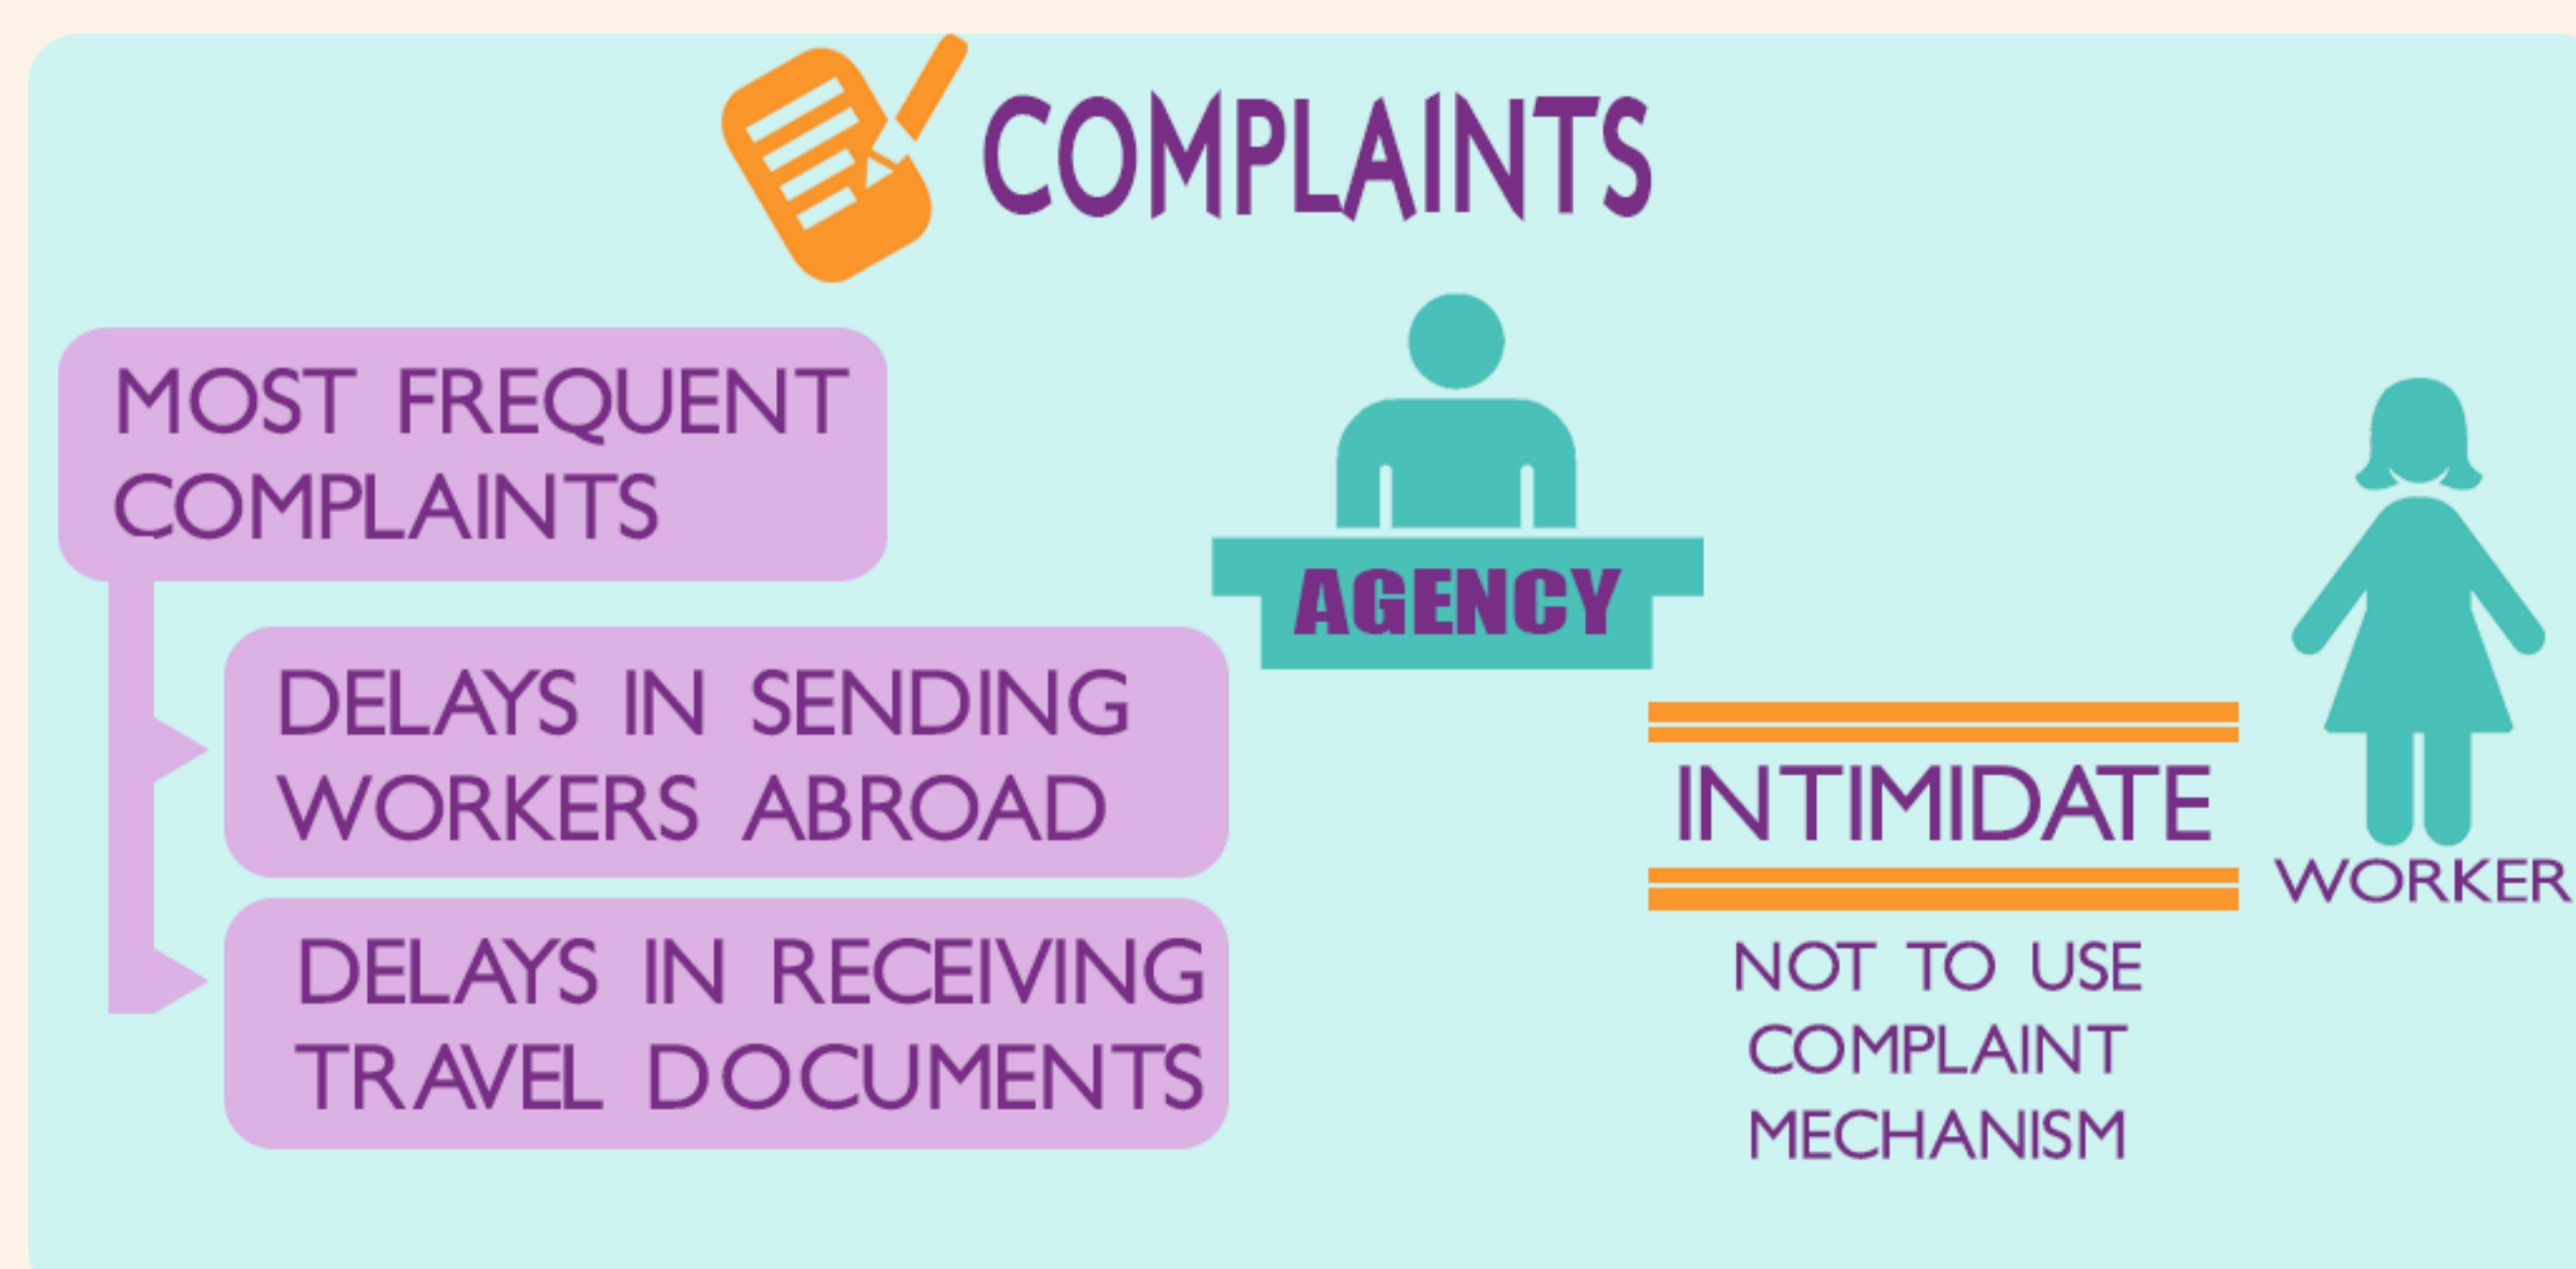 COMPLAINTS
MOST FREQUENT
COMPLAINTS
DELAYS IN SENDING
WORKERS ABROAD
DELAYS IN RECEIVING
TRAVEL DOCUMENTS
AGENCY
INTIMIDATE
NOT TO USE
COMPLAINT
MECHANISM
WORKER